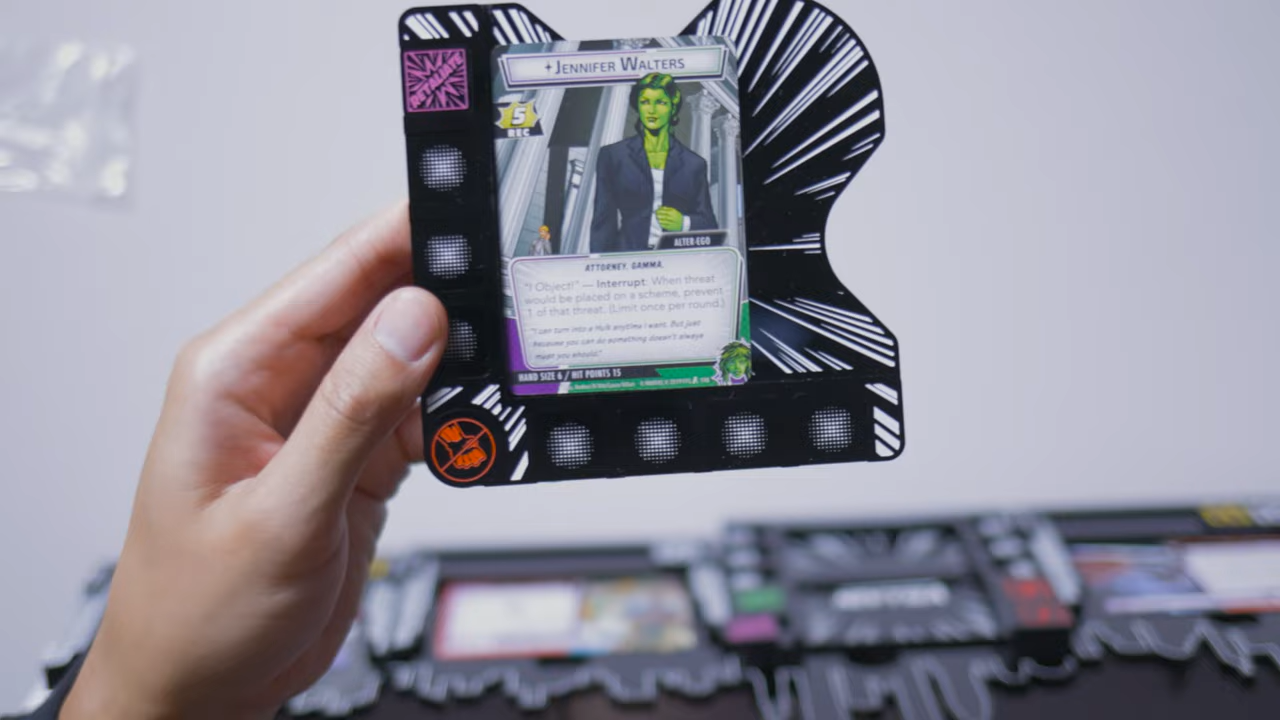 RETALIATE
JENNIFER WALTERS
5
REC
ALTER-EGO
ATTORNEY. GAMMA.
"I Object!" — Interrupt: When threat
would be placed on a scheme, prevent
1 of that threat. (Limit once per round.)
"I can turn into a Hulk anytime I want. But just
because you can do something doesn't always
mean you should."
HAND SIZE 6 / HIT POINTS 15